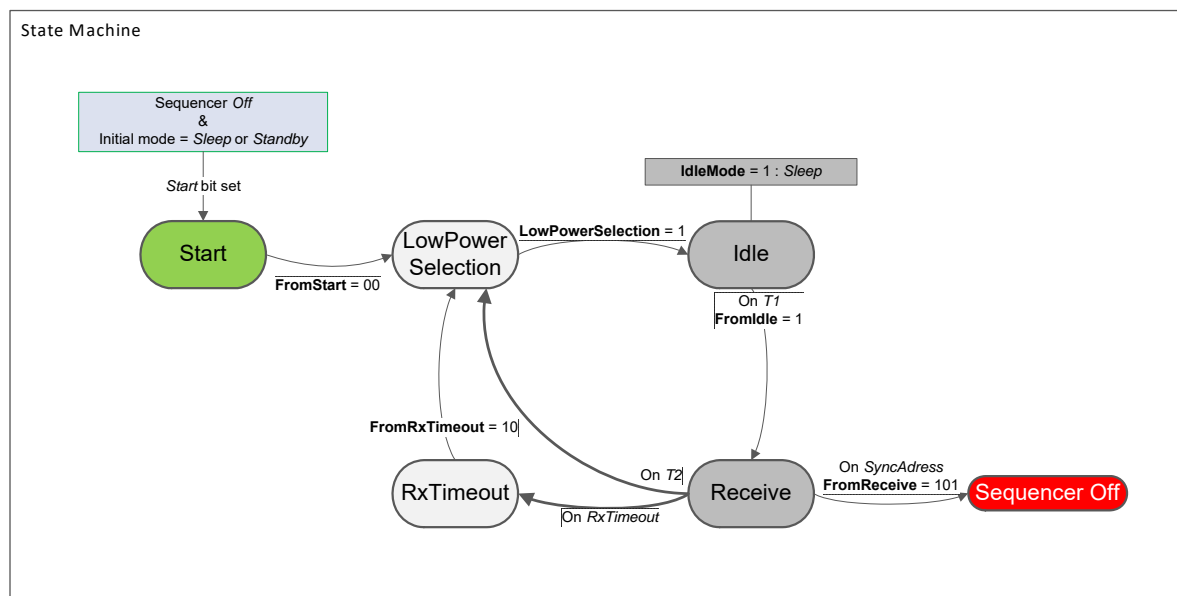 State Machine
Sequencer Off
&
Initial mode = Sleep or Standby
Start bit set
IdleMode = 1 : Sleep
Start
LowPower
Selection
LowPowerSelection = 1
Idle
FromStart = 00
On T1
FromIdle = 1
FromRxTimeout = 10
On T2
RxTimeout
On RxTimeout
Receive
On SyncAdress
FromReceive = 101
Sequencer Off